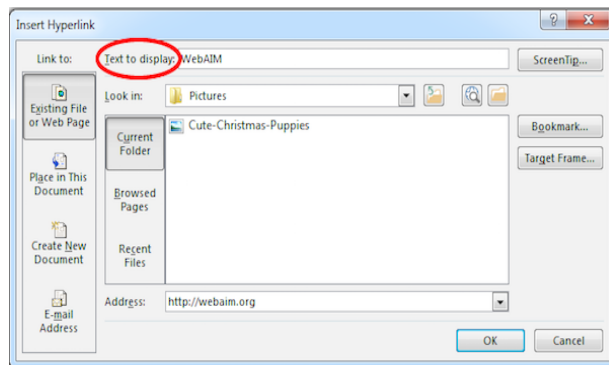 Insert Hyperlink
Link to:
Text to display: WebAIM
ScreenTip...
Existing File
or Web Page
Look in:
Pictures
Current
Folder
Cute-Christmas-Puppies
Bookmark...
Target Frame...
Place in This
Document
Browsed
Pages
Create New
Document
Recent
Files
E-mail
Address
Address:
http://webaim.org
OK
Cancel